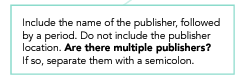 Include the name of the publisher, followed
by a period. Do not include the publisher
location. Are there multiple publishers?
If so, separate them with a semicolon.